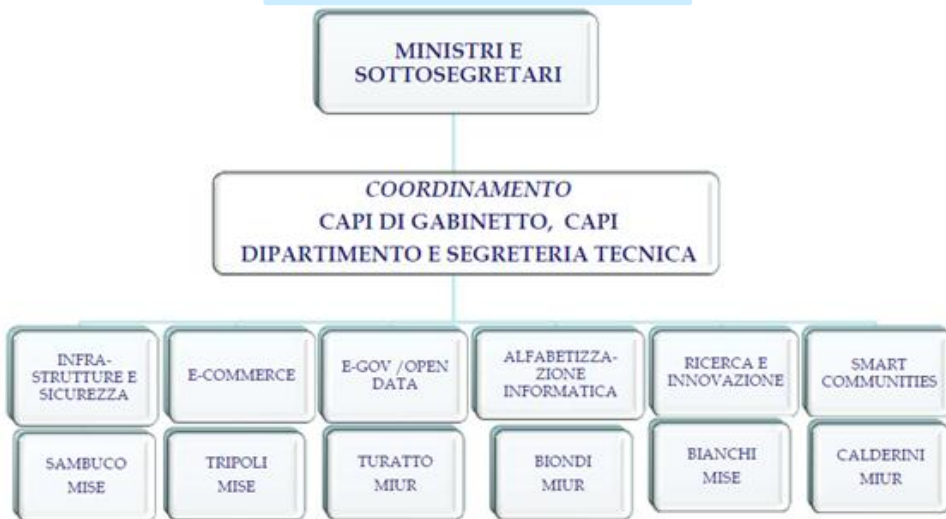 MINISTRI E
SOTTOSEGRETARI
COORDINAMENTO
CAPI DI GABINETTO, CAPI
DIPARTIMENTO E SEGRETERIA TECNICA
INFRA-
STRUTTURE E
SICUREZZA
E-COMMERCE
E-GOV /OPEN
DATA
ALFABETIZZA-
ZIONE
INFORMATICA
RICERCA E
INNOVAZIONE
SMART
COMMUNITIES
SAMBUCO
MISE
TRIPOLI
MISE
TURATTO
MIUR
BIONDI
MIUR
BIANCHI
MISE
CALDERINI
MIUR